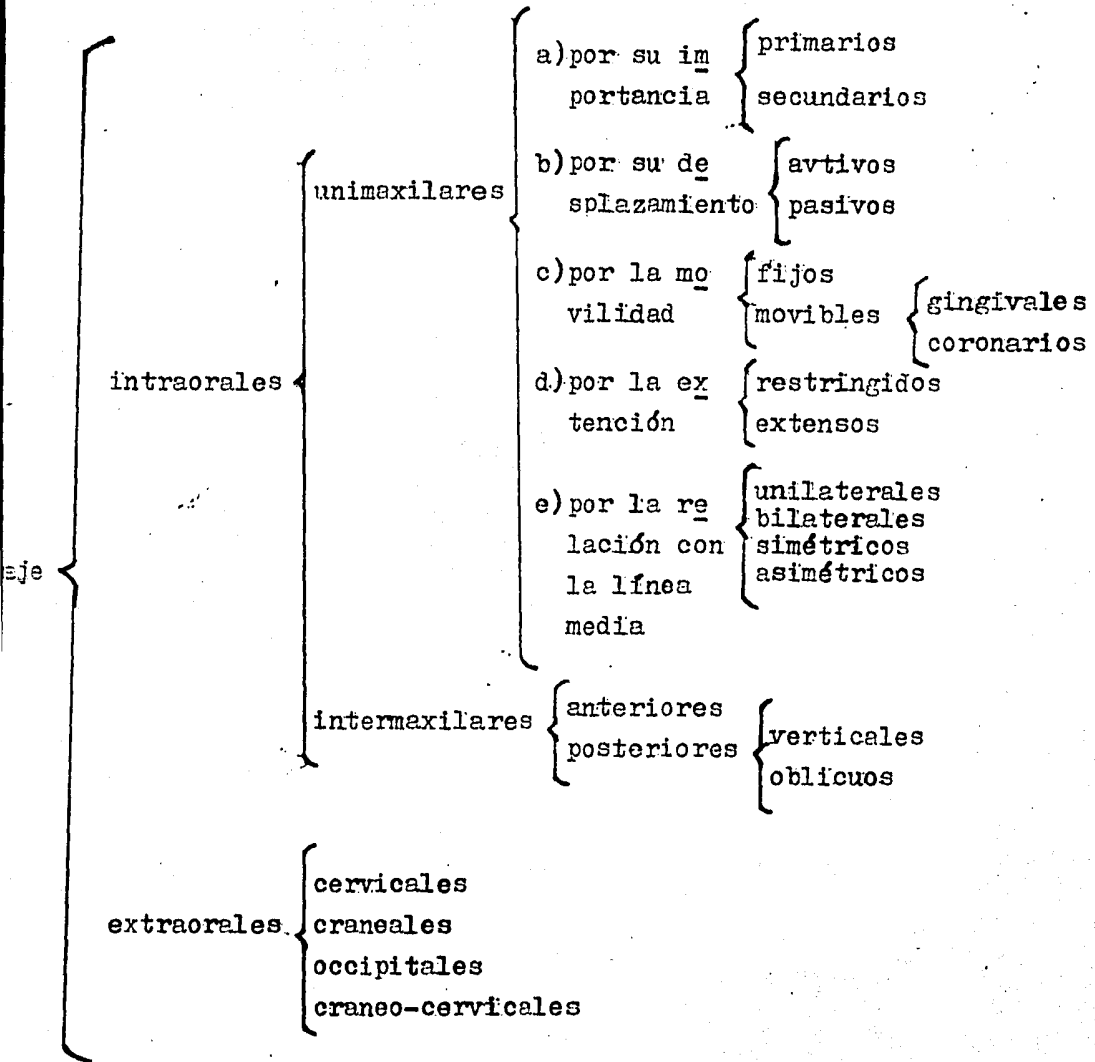 a)por su im
portancia
primarios
secundarios
b)por su de
splazamiento
avtivos
pasivos
unimaxilares
c)por la mo
vilidad
fijos
movibles
gingivales
coronarios
intraorales
d)por la ex
tención
restringidos
extensos
e)por la re
lación con
la línea
media
unilaterales
bilaterales
simétricos
asimétricos
aje
intermaxilares
anteriores
posteriores
verticales
oblicuos
extraorales
cervicales
craneales
occipitales
craneo-cervicales